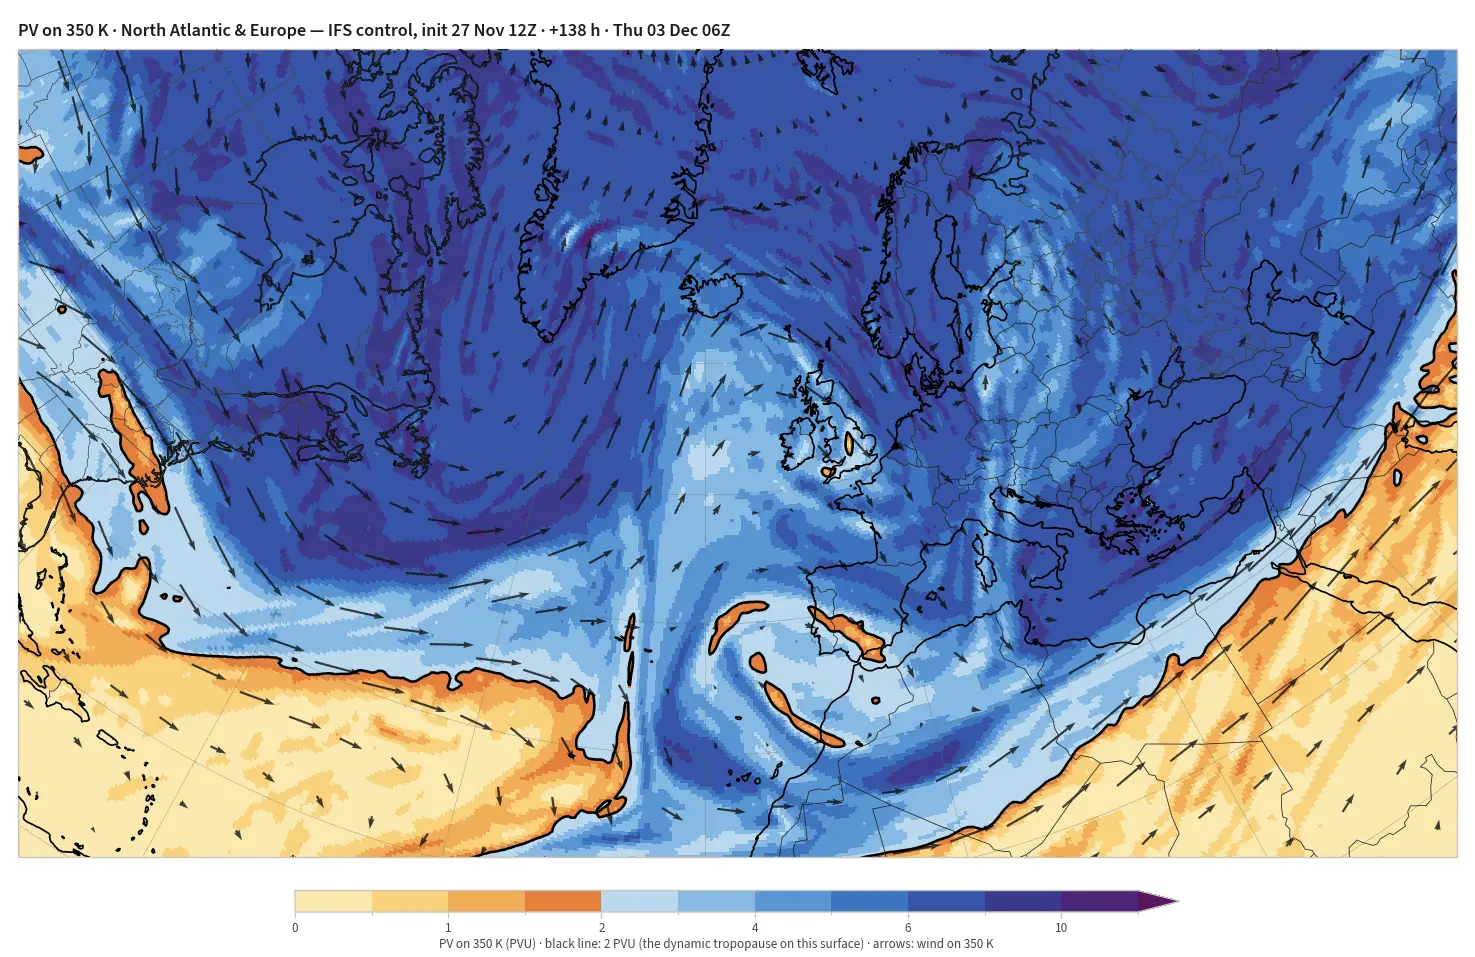 PV on 350 K · North Atlantic & Europe — IFS control, init 27 Nov 12Z · +138 h · Thu 03 Dec 06Z
0 1 2 4 6 10
PV on 350 K (PVU) · black line: 2 PVU (the dynamic tropopause on this surface) · arrows: wind on 350 K